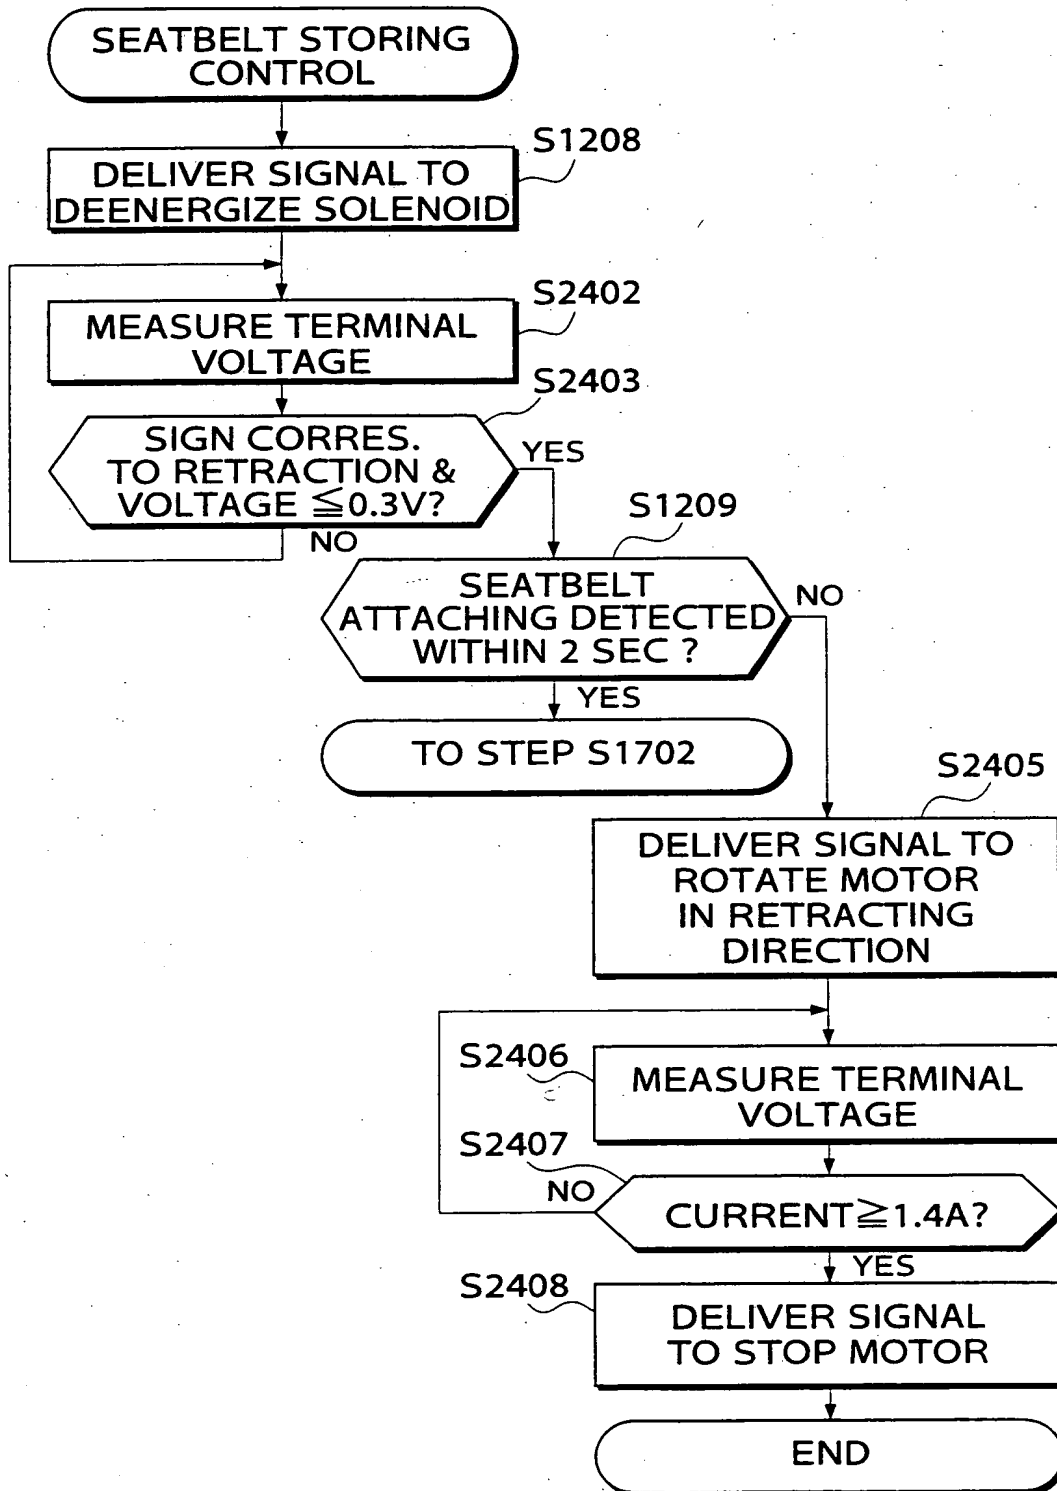 SEATBELT STORING
CONTROL
S1208
DELIVER SIGNAL TO
DEENERGIZE SOLENOID
S2402
MEASURE TERMINAL
VOLTAGE
S2403
SIGN CORRES.
TO RETRACTION &
VOLTAGE ≦0.3V?
YES
NO
S1209
SEATBELT
ATTACHING DETECTED
WITHIN 2 SEC ?
NO
YES
TO STEP S1702
S2405
DELIVER SIGNAL TO
ROTATE MOTOR
IN RETRACTING
DIRECTION
S2406
MEASURE TERMINAL
VOLTAGE
S2407
NO
CURRENT≧1.4A?
YES
S2408
DELIVER SIGNAL
TO STOP MOTOR
END